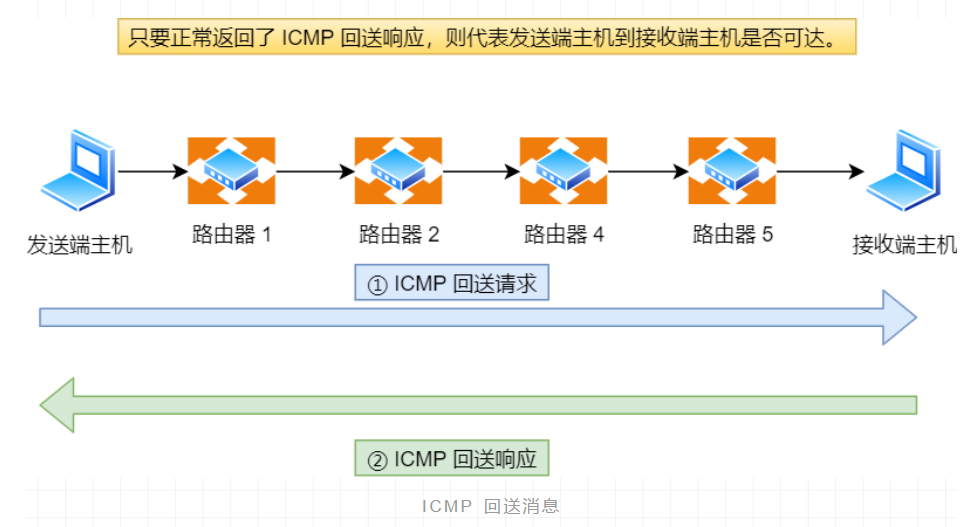 只要正常返回了 ICMP 回送响应，则代表发送端主机到接收端主机是否可达。
发送端主机
路由器 1
路由器 2
路由器 4
路由器 5
接收端主机
① ICMP 回送请求
② ICMP 回送响应
ICMP 回送消息